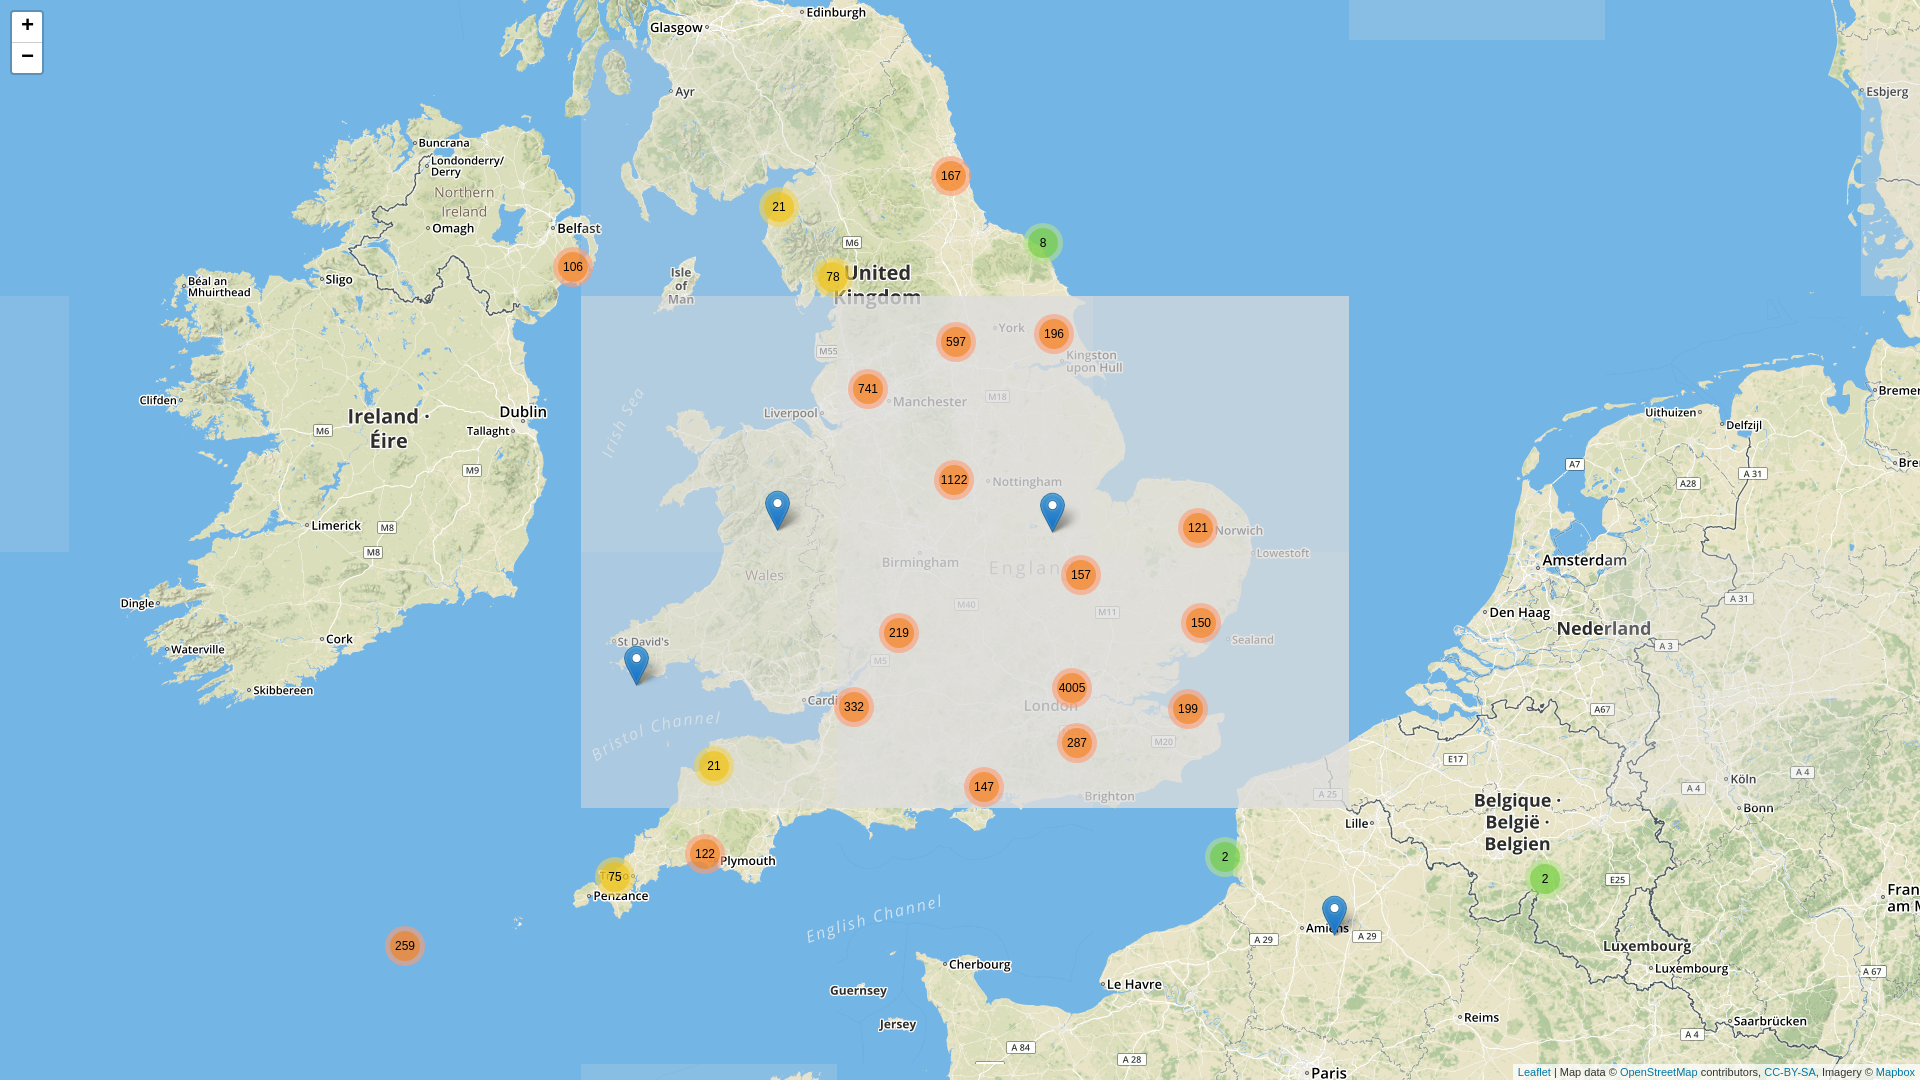 +
−
Edinburgh
Glasgow
Ayr
Esbjerg
Buncrana
Londonderry/
Derry
167
Northern
Ireland
21
Omagh
Belfast
M6
8
106
78
United
Kingdom
Isle
of
Man
Sligo
Béal an
Mhuirthead
York
196
597
M55
Kingston
upon Hull
741
M18
Bremer
Clifden
Manchester
Liverpool
Irish Sea
Dublin
Ireland ·
Éire
M6
Tallaght
Uithuizen
Delfzijl
M9
A7
A 31
A28
Bre
1122
Nottingham
Limerick
M8
121
Norwich
M8
Lowestoft
Birmingham
Amsterdam
Wales
157
Englan
Dingle
M40
M11
A 31
Den Haag
150
219
Nederland
Cork
St David's
Sealand
A 3
Waterville
M5
Skibbereen
4005
Cardi
332
London
199
A67
Bristol Channel
287
M20
E17
21
A 4
Köln
147
A 4
Brighton
A 25
Belgique ·
België ·
Belgien
Bonn
Lille
122
Plymouth
2
75
2
E25
Penzance
Fran
am M
English Channel
Amiens
A 29
A 29
259
Luxembourg
Cherbourg
Luxembourg
A 67
Le Havre
Guernsey
Jersey
Reims
Saarbrücken
A 4
A 84
A 28
Paris
Leaflet | Map data © OpenStreetMap contributors, CC-BY-SA, Imagery © Mapbox